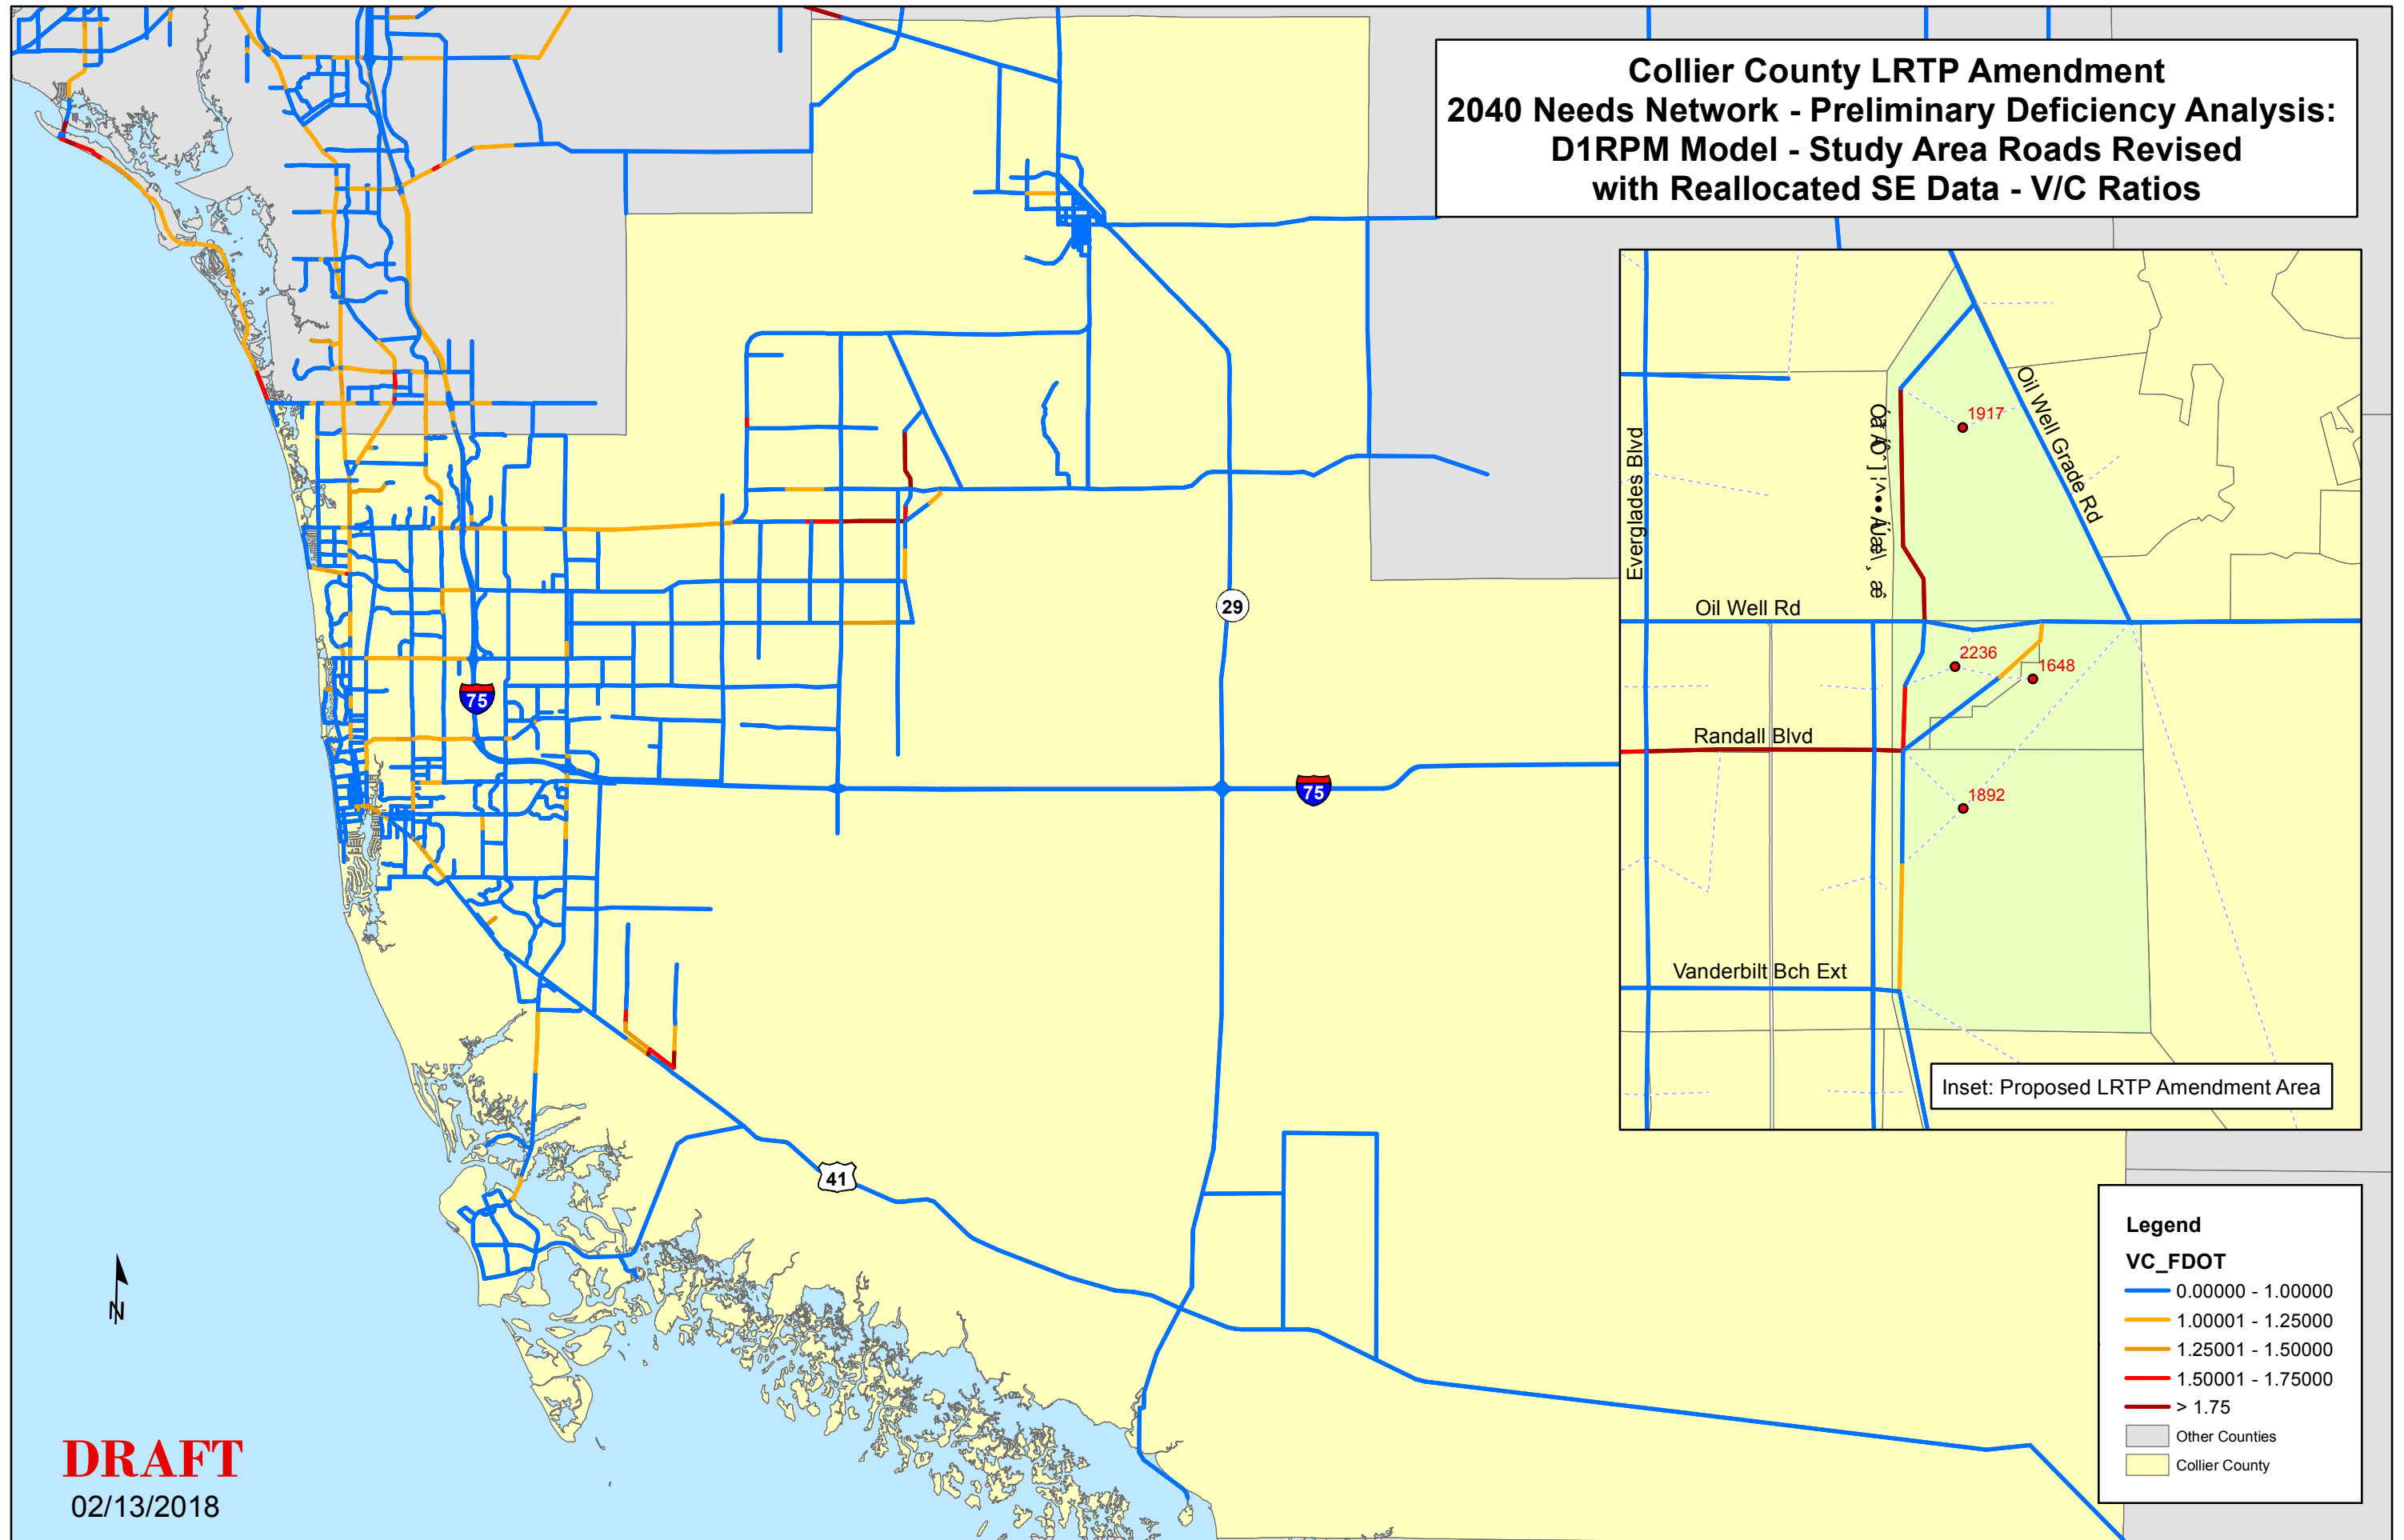 Collier County LRTP Amendment
2040 Needs Network - Preliminary Deficiency Analysis:
D1RPM Model - Study Area Roads Revised
with Reallocated SE Data - V/C Ratios
Everglades Blvd
Oil Well Grade Rd
1917
Oil Well Rd
2236
1648
Randall Blvd
1892
Vanderbilt Bch Ext
Inset: Proposed LRTP Amendment Area
29
75
75
41
N
Legend
VC_FDOT
0.00000 - 1.00000
1.00001 - 1.25000
1.25001 - 1.50000
1.50001 - 1.75000
> 1.75
Other Counties
Collier County
DRAFT
02/13/2018